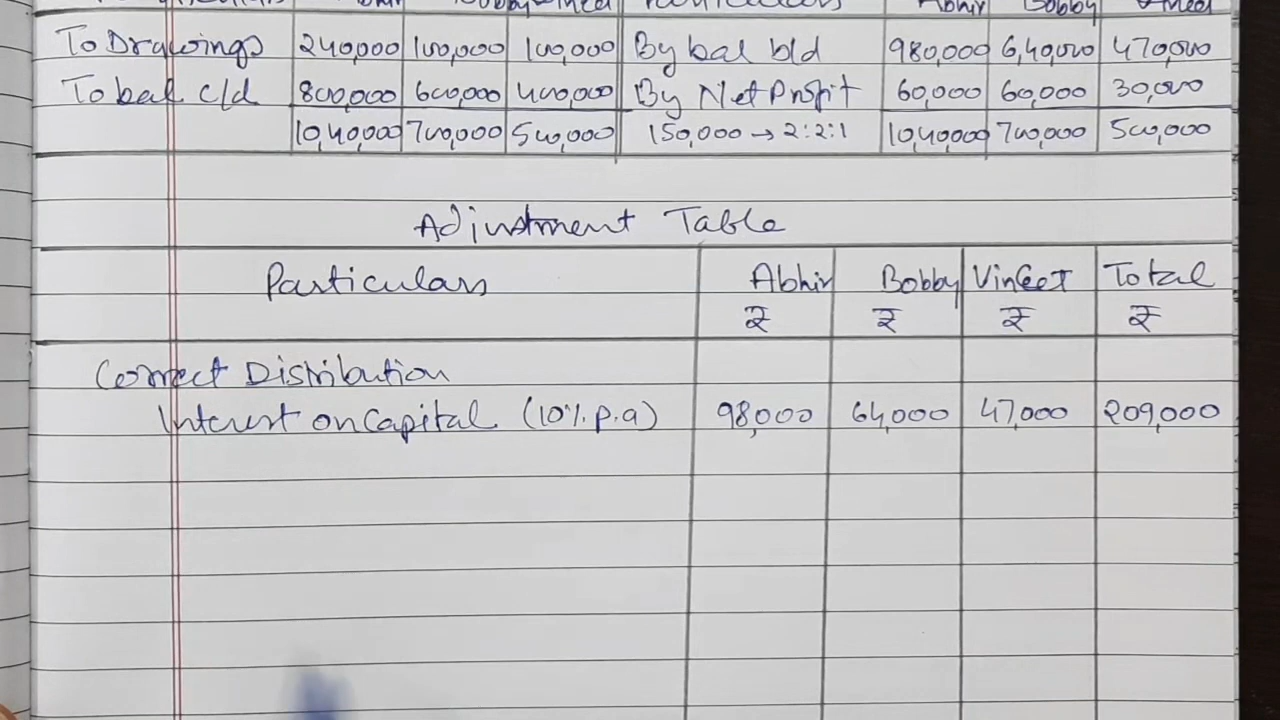 To Drawings 240,000 100,000 100,000 By bal b/d 980,000 6,40,000 470,000
To bal c/d 800,000 600,000 400,000 By Net Profit 60,000 60,000 30,000
10,40,000 700,000 500,000 150,000 → 2:2:1 10,40,000 700,000 500,000
Adjustment Table
Particulars Abhir Bobby Vineet Total
₹ ₹ ₹ ₹
Correct Distribution
Interest on Capital (10% p.a) 98,000 64,000 47,000 209,000